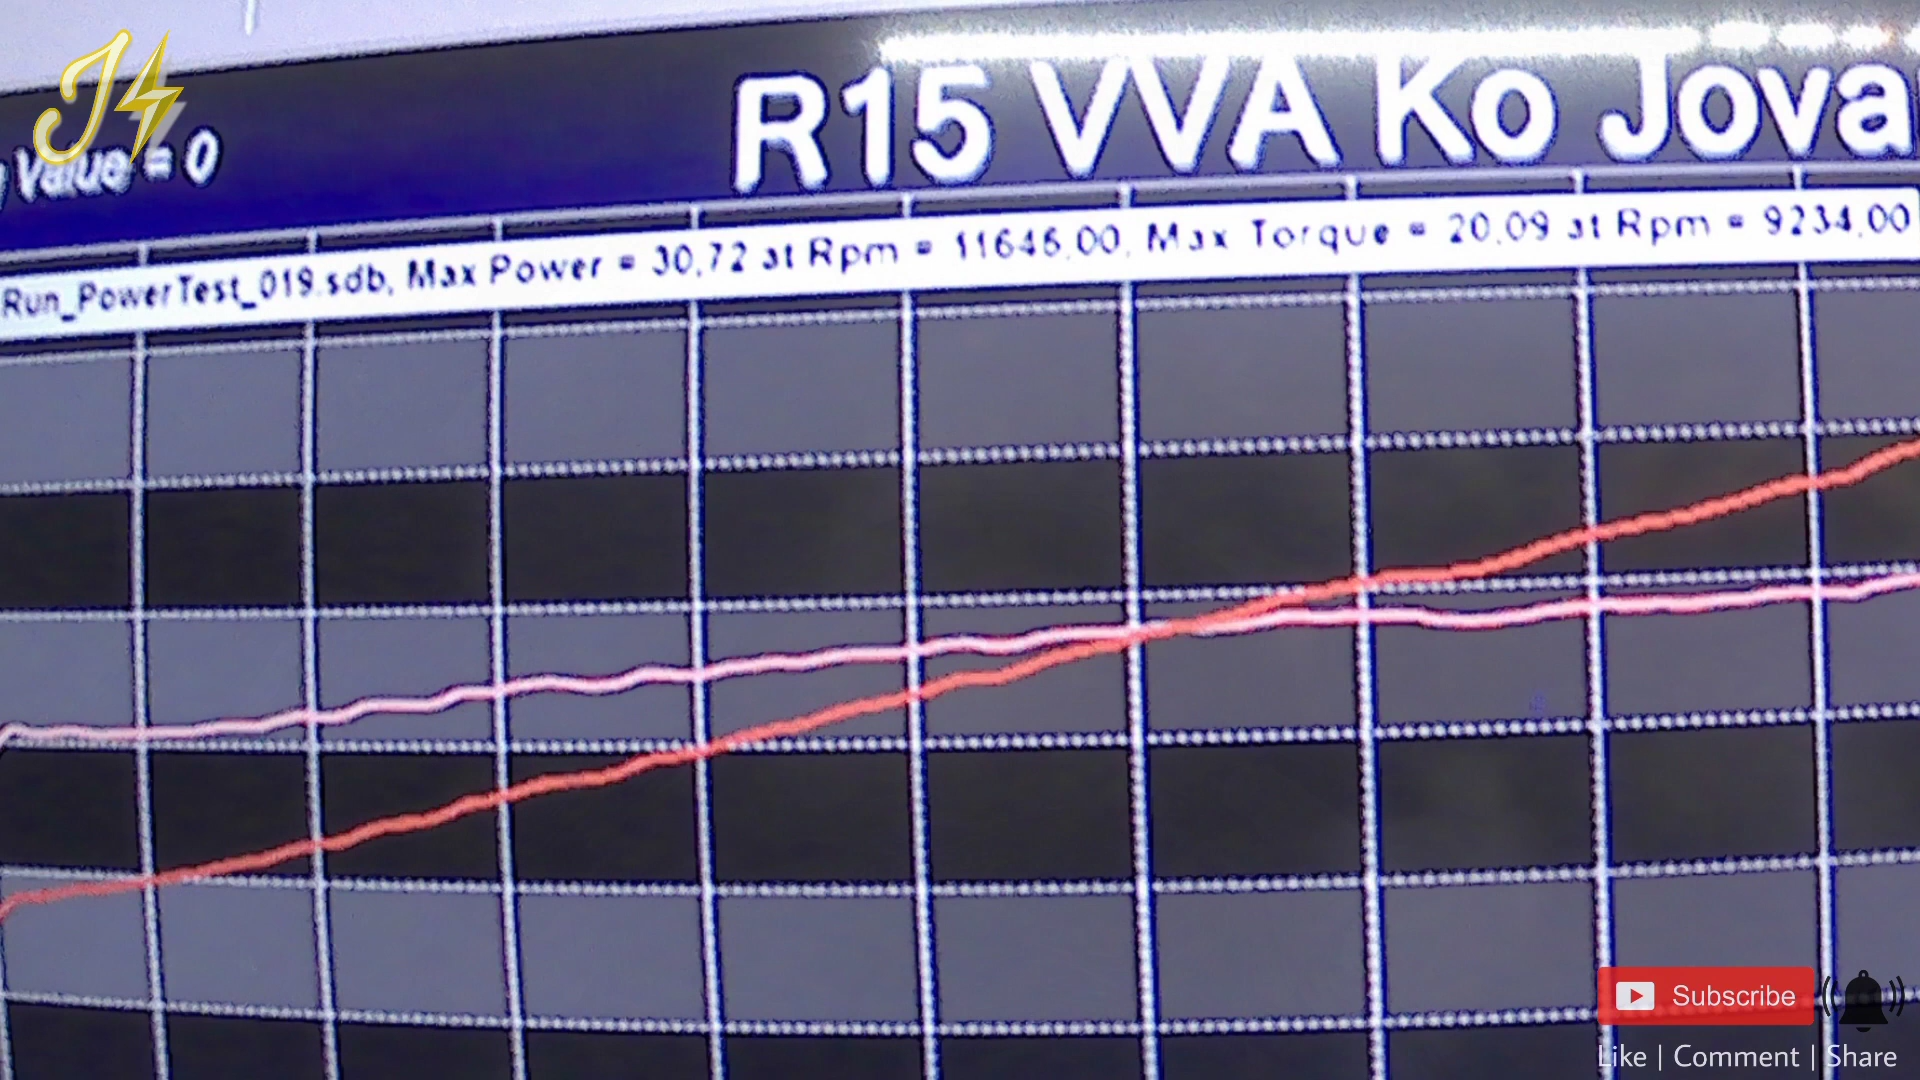 R15 VVA Ko Jova
Value = 0
Run_PowerTest_019.sdb, Max Power = 30.72 at Rpm = 11646.00, Max Torque = 20.09 at Rpm = 9234.00
Subscribe
Like | Comment | Share